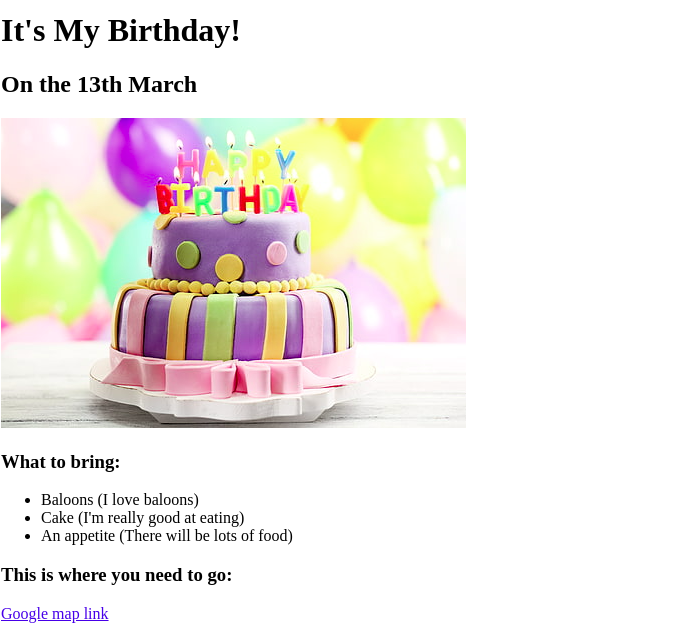 It's My Birthday!
On the 13th March
HAPPY
BIRTHDAY
What to bring:
Baloons (I love baloons)
Cake (I'm really good at eating)
An appetite (There will be lots of food)
This is where you need to go:
Google map link